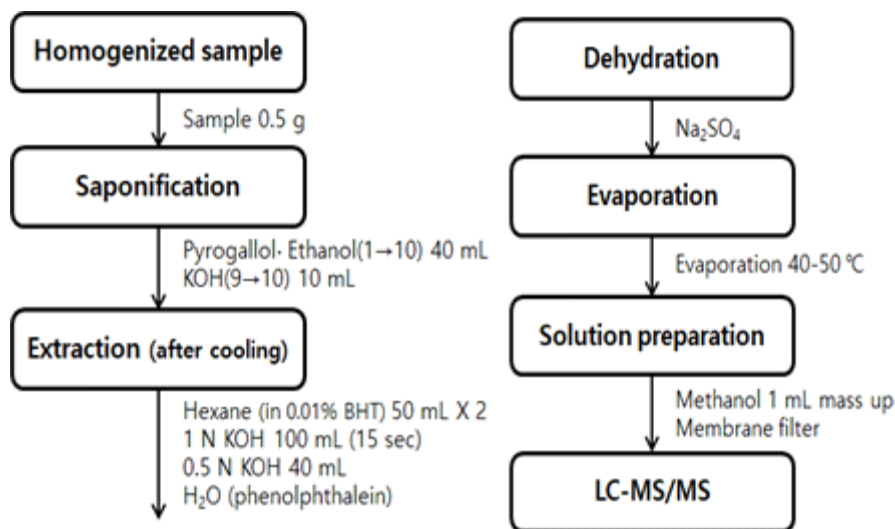 Homogenized sample
Sample 0.5 g
Saponification
Pyrogallol· Ethanol(1→10) 40 mL
KOH(9→10) 10 mL
Extraction (after cooling)
Hexane (in 0.01% BHT) 50 mL X 2
1 N KOH 100 mL (15 sec)
0.5 N KOH 40 mL
H₂O (phenolphthalein)
Dehydration
Na₂SO₄
Evaporation
Evaporation 40-50 ℃
Solution preparation
Methanol 1 mL mass up
Membrane filter
LC-MS/MS